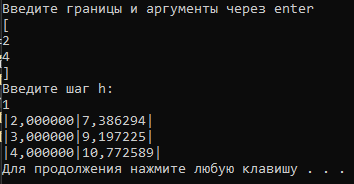 Введите границы и аргументы через enter
[
2
4
]
Введите шаг h:
1
|2,000000|7,386294|
|3,000000|9,197225|
|4,000000|10,772589|
Для продолжения нажмите любую клавишу . . .